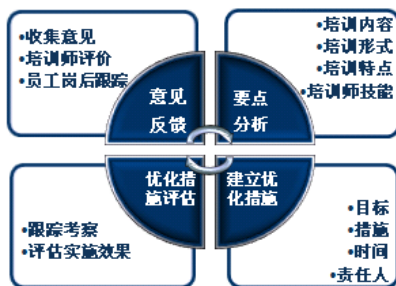 •收集意见
•培训师评价
•员工岗后跟踪
•培训内容
•培训形式
•培训特点
•培训师技能
意见
反馈
要点
分析
优化措
施评估
建立优
化措施
•跟踪考察
•评估实施效果
•目标
•措施
•时间
•责任人